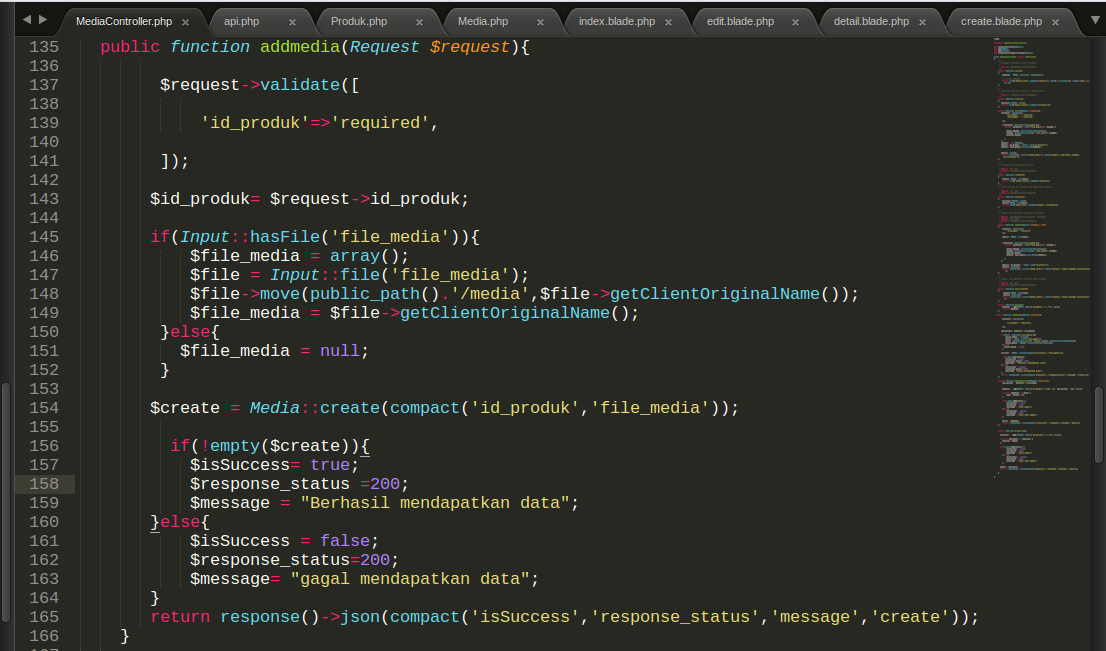 MediaController.php × api.php × Produk.php × Media.php × index.blade.php × edit.blade.php × detail.blade.php × create.blade.php ×
135 public function addmedia(Request $request){
136
137 $request->validate([
138
139 'id_produk'=>'required',
140
141 ]);
142
143 $id_produk= $request->id_produk;
144
145 if(Input::hasFile('file_media')){
146 $file_media = array();
147 $file = Input::file('file_media');
148 $file->move(public_path().'/media',$file->getClientOriginalName());
149 $file_media = $file->getClientOriginalName();
150 }else{
151 $file_media = null;
152 }
153
154 $create = Media::create(compact('id_produk','file_media'));
155
156 if(!empty($create)){
157 $isSuccess= true;
158 $response_status =200;
159 $message = "Berhasil mendapatkan data";
160 }else{
161 $isSuccess = false;
162 $response_status=200;
163 $message= "gagal mendapatkan data";
164 }
165 return response()->json(compact('isSuccess','response_status','message','create'));
166 }